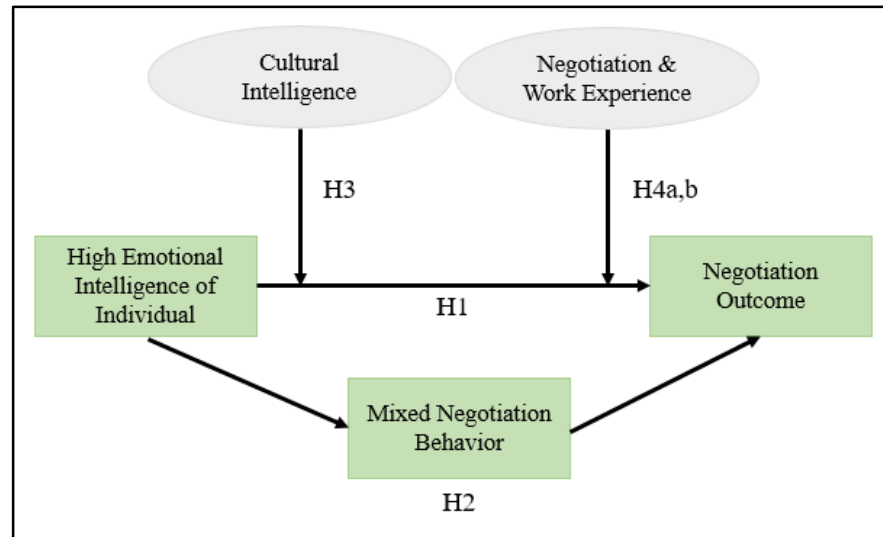 Cultural
Intelligence
Negotiation &
Work Experience
H3
H4a,b
High Emotional
Intelligence of
Individual
H1
Negotiation
Outcome
Mixed Negotiation
Behavior
H2